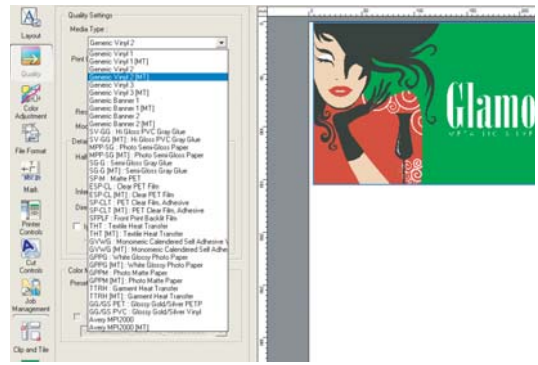 Layout
Quality
Color
Adjustment
File Format
Mark
Printer
Controls
Cut
Controls
Job
Management
Clip and Tile
Quality Settings
Media Type :
Generic Vinyl 2
Generic Vinyl 1
Generic Vinyl 1 [MT]
Generic Vinyl 2
Generic Vinyl 2 [MT]
Generic Vinyl 3
Generic Vinyl 3 [MT]
Generic Banner 1
Generic Banner 1 [MT]
Generic Banner 2
Generic Banner 2 [MT]
SV-GG : Hi Gloss PVC Gray Glue
SV-GG [MT] : Hi Gloss PVC Gray Glue
MPP-SG : Photo Semi-Gloss Paper
MPP-SG [MT] : Photo Semi-Gloss Paper
SG-G : Semi-Gloss Gray Glue
SG-G [MT] : Semi-Gloss Gray Glue
SP-M : Matte PET
ESP-CL : Clear PET Film
ESP-CL [MT] : Clear PET Film
SP-CLT : PET Clear Film, Adhesive
SP-CLT [MT] : PET Clear Film, Adhesive
SFPLF : Front Print Backlit Film
THT : Textile Heat Transfer
THT [MT] : Textile Heat Transfer
GVWG : Monomeric Calendered Self Adhesive V
GVWG [MT] : Monomeric Calendered Self Adhe
GPPG : White Glossy Photo Paper
GPPG [MT] : White Glossy Photo Paper
GPPM : Photo Matte Paper
GPPM [MT] : Photo Matte Paper
TTRH : Garment Heat Transfer
TTRH [MT] : Garment Heat Transfer
GG/GS PET : Glossy Gold/Silver PETP
GG/GS PVC : Glossy Gold/Silver Vinyl
Avery MPI2000
Avery MPI2000 [MT]
Glamo